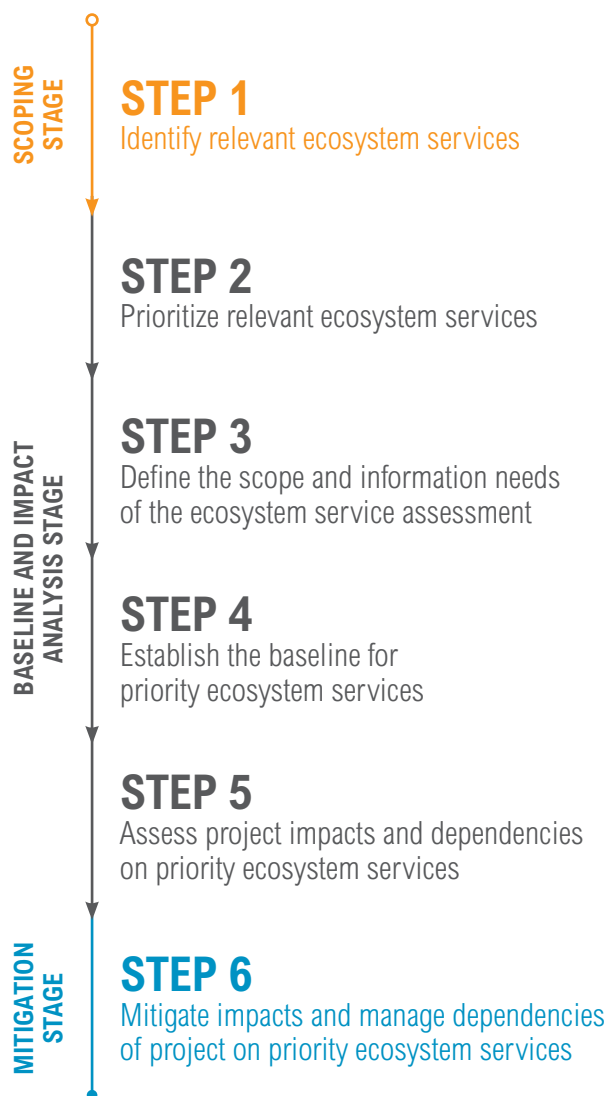 SCOPING
STAGE
STEP 1
Identify relevant ecosystem services
BASELINE AND IMPACT
ANALYSIS STAGE
STEP 2
Prioritize relevant ecosystem services
STEP 3
Define the scope and information needs
of the ecosystem service assessment
STEP 4
Establish the baseline for
priority ecosystem services
STEP 5
Assess project impacts and dependencies
on priority ecosystem services
MITIGATION
STAGE
STEP 6
Mitigate impacts and manage dependencies
of project on priority ecosystem services